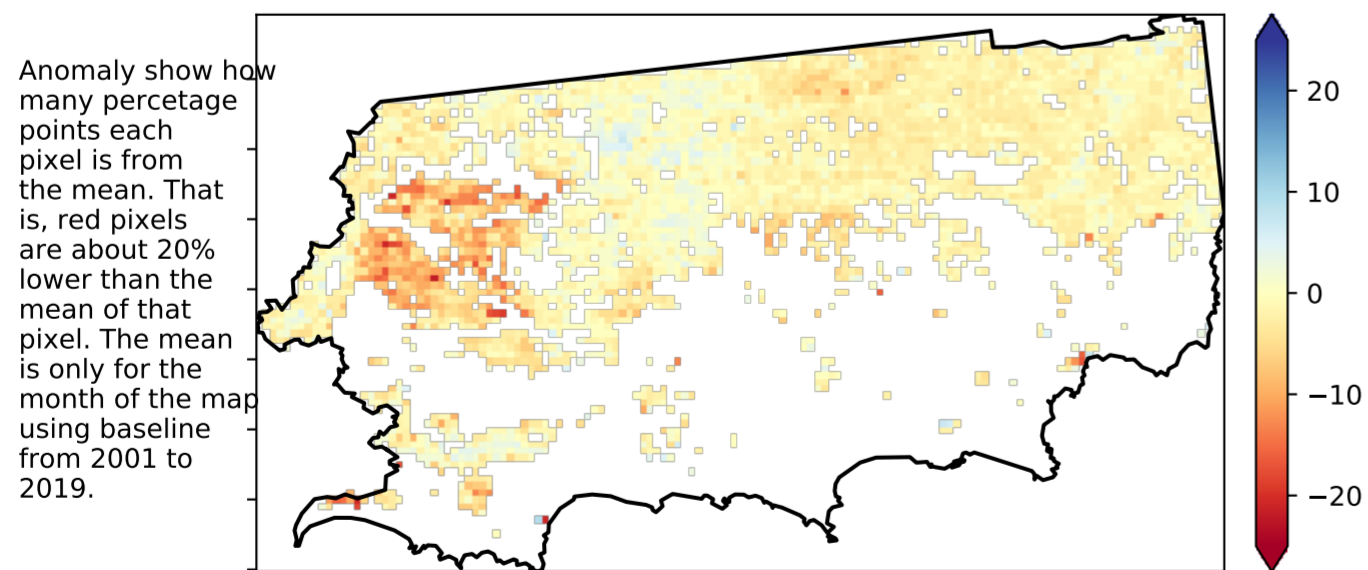 Anomaly show how
many percetage
points each
pixel is from
the mean. That
is, red pixels
are about 20%
lower than the
mean of that
pixel. The mean
is only for the
month of the map
using baseline
from 2001 to
2019.
20
10
0
−10
−20